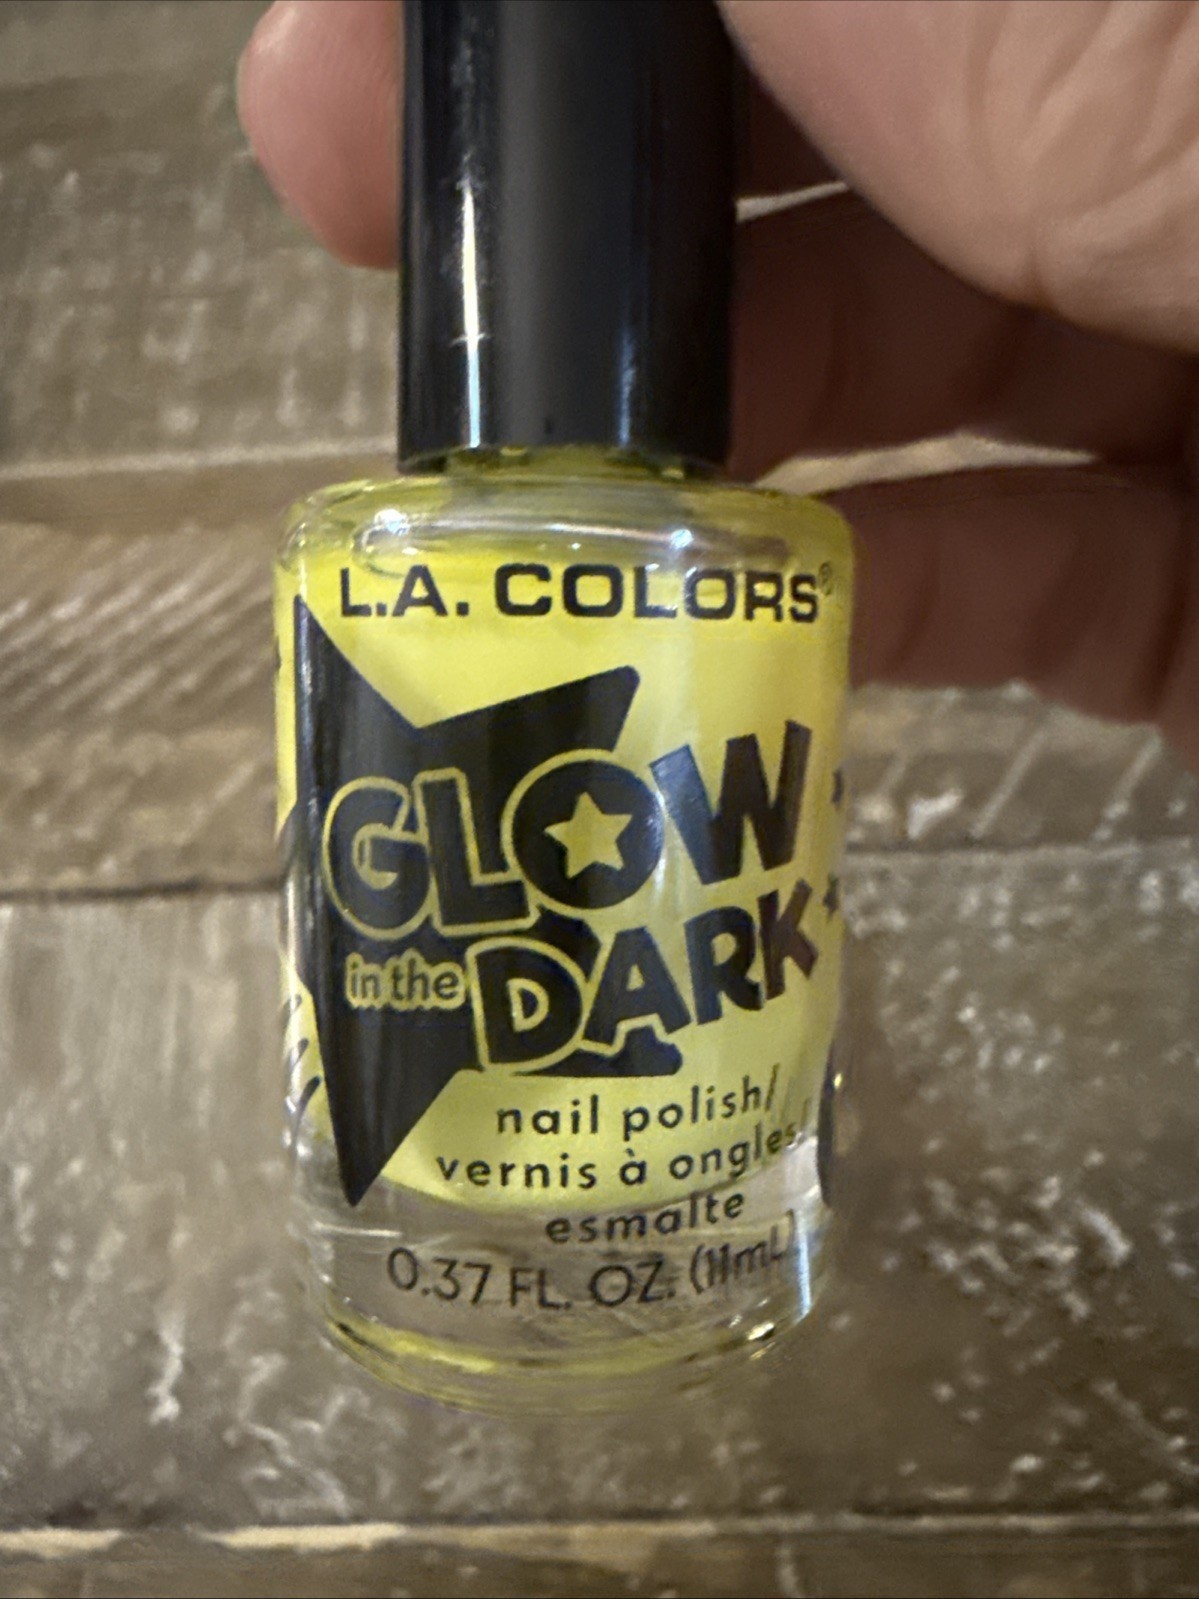 L.A. COLORS®
GLOW
in the DARK
nail polish/
vernis à ongles/
esmalte
0.37 FL. OZ. (11mL)